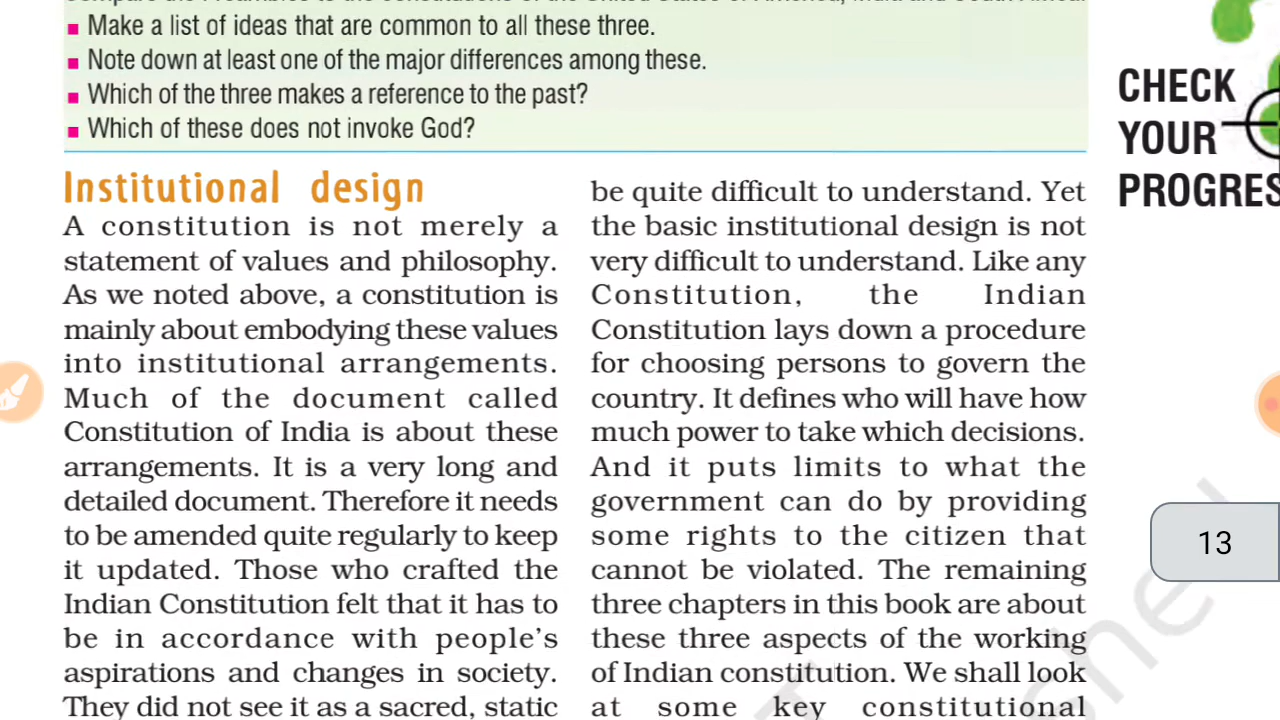 Make a list of ideas that are common to all these three.
Note down at least one of the major differences among these.
Which of the three makes a reference to the past?
Which of these does not invoke God?
CHECK
YOUR
Institutional design
A constitution is not merely a
statement of values and philosophy.
As we noted above, a constitution is
mainly about embodying these values
into institutional arrangements.
Much of the document called
Constitution of India is about these
arrangements. It is a very long and
detailed document. Therefore it needs
to be amended quite regularly to keep
it updated. Those who crafted the
Indian Constitution felt that it has to
be in accordance with people's
aspirations and changes in society.
They did not see it as a sacred, static
be quite difficult to understand. Yet
the basic institutional design is not
very difficult to understand. Like any
Constitution, the Indian
Constitution lays down a procedure
for choosing persons to govern the
country. It defines who will have how
much power to take which decisions.
And it puts limits to what the
government can do by providing
some rights to the citizen that
cannot be violated. The remaining
three chapters in this book are about
these three aspects of the working
of Indian constitution. We shall look
at some key constitutional
13